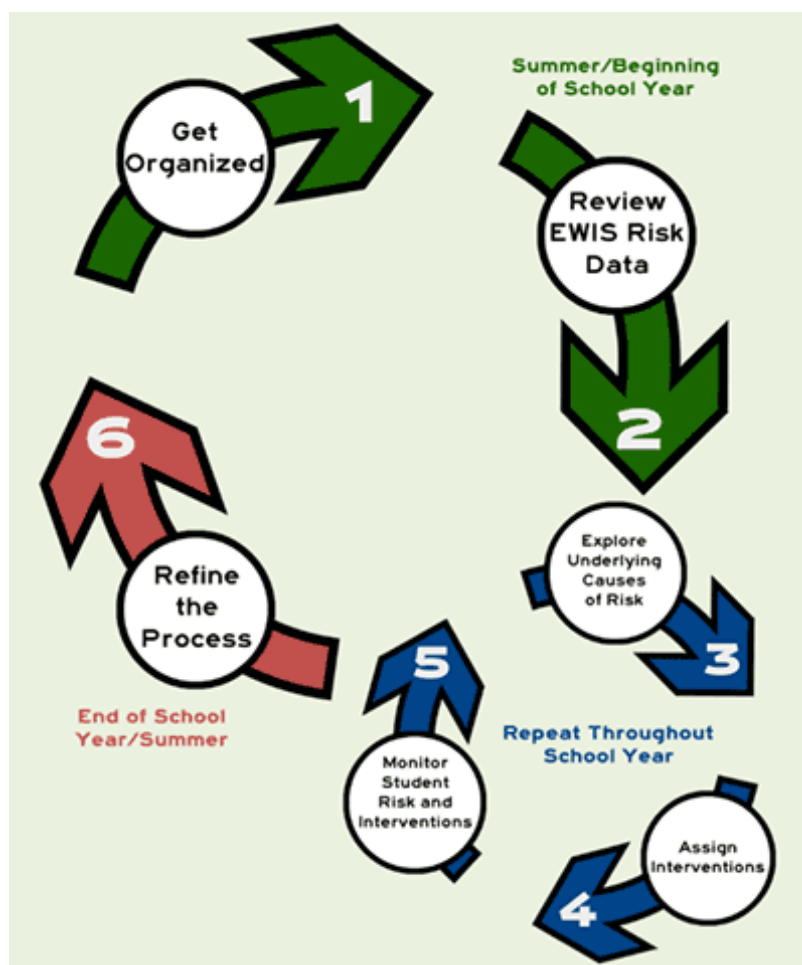 1
Get
Organized
Summer/Beginning
of School Year
Review
EWIS Risk
Data
2
Explore
Underlying
Causes
of Risk
3
Repeat Throughout
School Year
Assign
Interventions
4
5
Monitor
Student
Risk and
Interventions
6
Refine
the
Process
End of School
Year/Summer